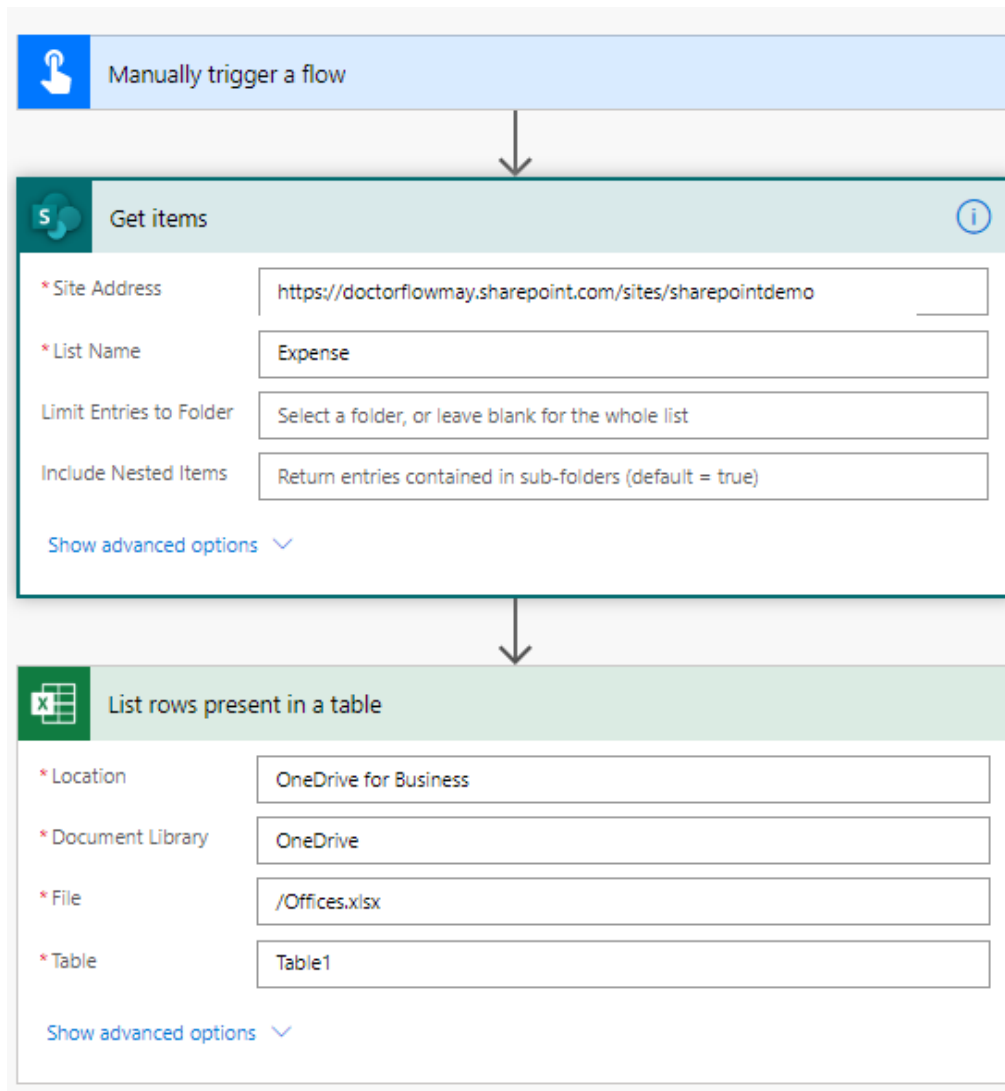 Manually trigger a flow
S
Get items
i
* Site Address
https://doctorflowmay.sharepoint.com/sites/sharepointdemo
* List Name
Expense
Limit Entries to Folder
Select a folder, or leave blank for the whole list
Include Nested Items
Return entries contained in sub-folders (default = true)
Show advanced options
X
List rows present in a table
* Location
OneDrive for Business
* Document Library
OneDrive
* File
/Offices.xlsx
* Table
Table1
Show advanced options